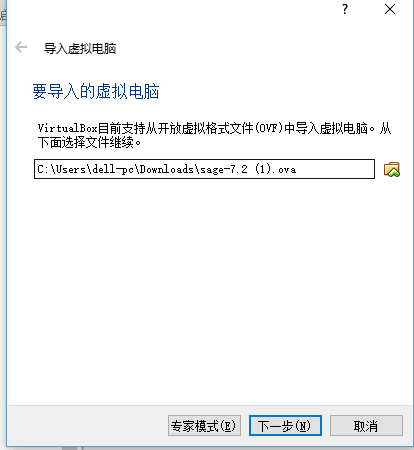 ?
导入虚拟电脑
要导入的虚拟电脑
VirtualBox目前支持从开放虚拟格式文件(OVF)中导入虚拟电脑。从
下面选择文件继续。
C:\Users\dell-pc\Downloads\sage-7.2 (1).ova
专家模式(E) 下一步(N) 取消